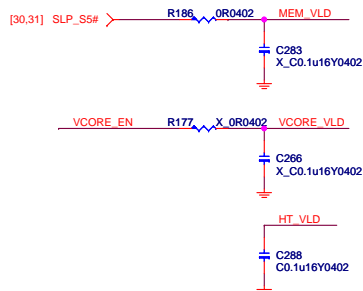 R186 0R0402
[30,31] SLP_S5# MEM_VLD
C283
X_C0.1u16Y0402
VCORE_EN R177 X_0R0402 VCORE_VLD
C266
X_C0.1u16Y0402
HT_VLD
C288
C0.1u16Y0402